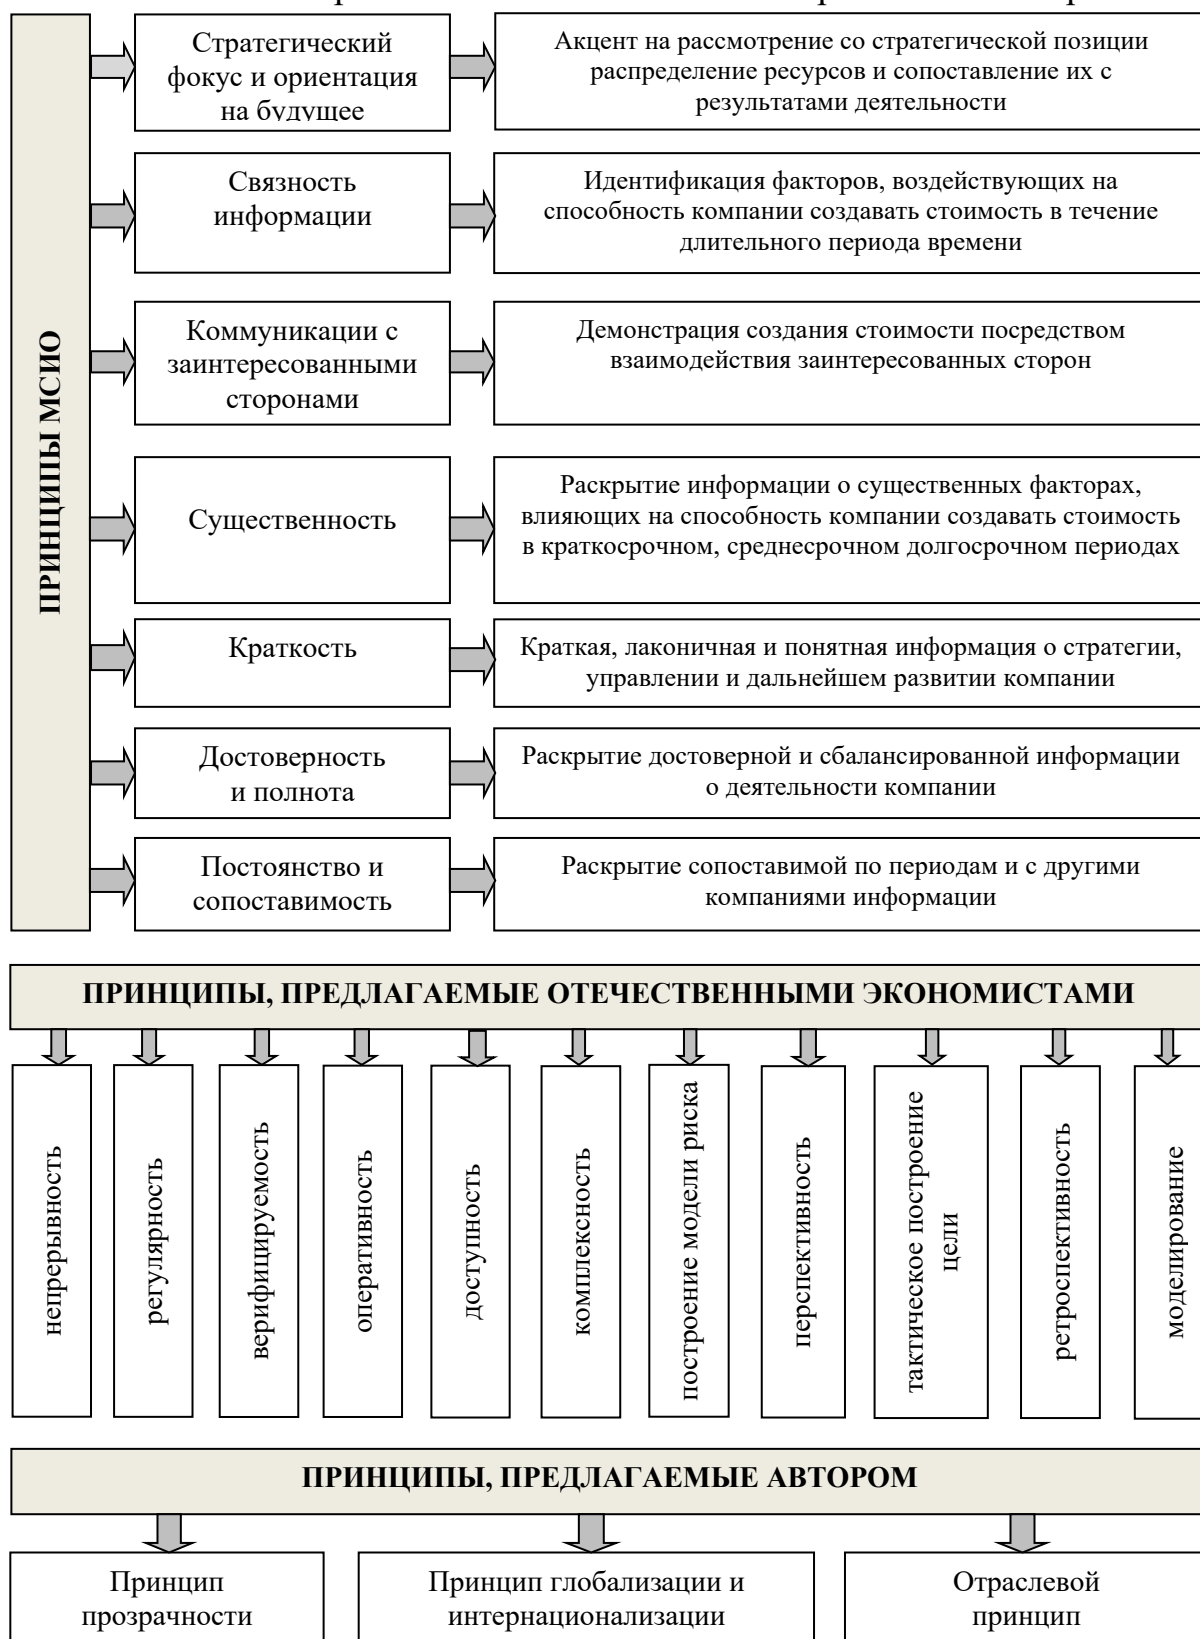 Стратегический
фокус и ориентация
на будущее
Акцент на рассмотрение со стратегической позиции
распределение ресурсов и сопоставление их с
результатами деятельности
Связность
информации
Идентификация факторов, воздействующих на
способность компании создавать стоимость в течение
длительного периода времени
ПРИНЦИПЫ МСИО
Коммуникации с
заинтересованными
сторонами
Демонстрация создания стоимости посредством
взаимодействия заинтересованных сторон
Существенность
Раскрытие информации о существенных факторах,
влияющих на способность компании создавать стоимость
в краткосрочном, среднесрочном долгосрочном периодах
Краткость
Краткая, лаконичная и понятная информация о стратегии,
управлении и дальнейшем развитии компании
Достоверность
и полнота
Раскрытие достоверной и сбалансированной информации
о деятельности компании
Постоянство и
сопоставимость
Раскрытие сопоставимой по периодам и с другими
компаниями информации
ПРИНЦИПЫ, ПРЕДЛАГАЕМЫЕ ОТЕЧЕСТВЕННЫМИ ЭКОНОМИСТАМИ
непрерывность
регулярность
верифицируемость
оперативность
доступность
комплексность
построение модели риска
перспективность
тактическое построение
цели
ретроспективность
моделирование
ПРИНЦИПЫ, ПРЕДЛАГАЕМЫЕ АВТОРОМ
Принцип
прозрачности
Принцип глобализации и
интернационализации
Отраслевой
принцип